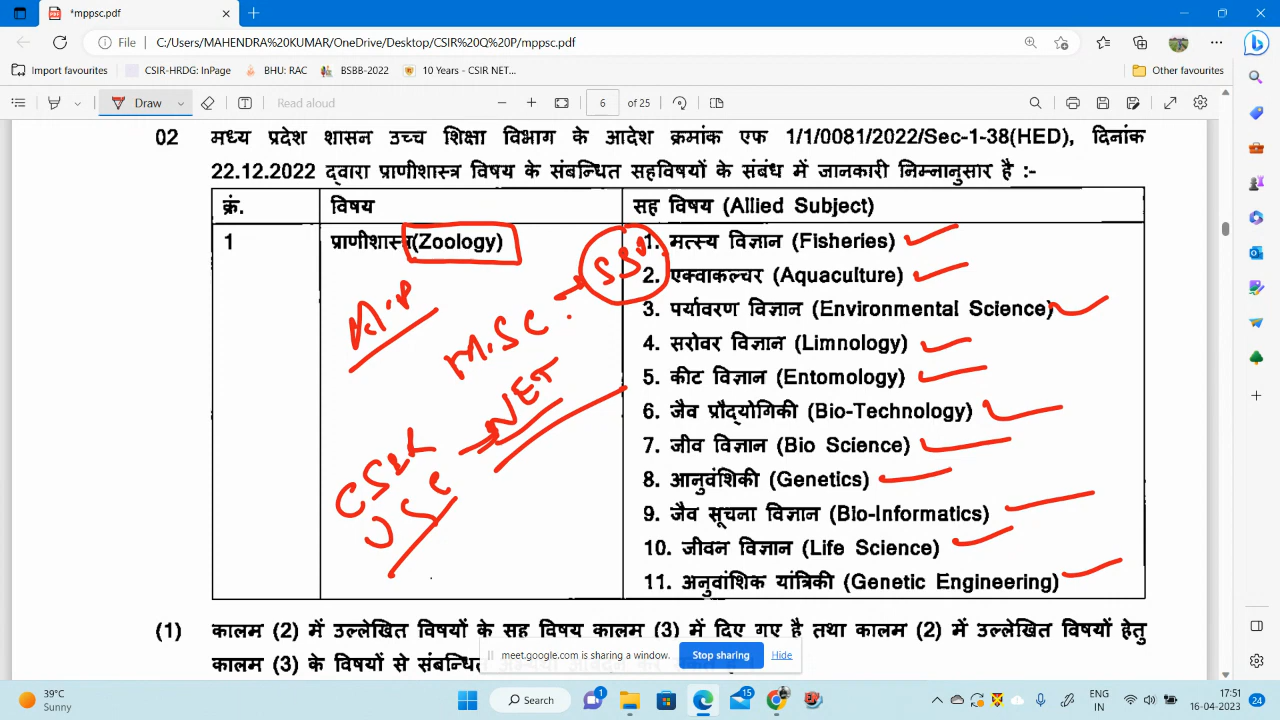 *mppsc.pdf
File C:/Users/MAHENDRA%20KUMAR/OneDrive/Desktop/CSIR%20Q%20P/mppsc.pdf
Import favourites CSIR-HRDG: InPage BHU: RAC BSBB-2022 10 Years - CSIR NET... Other favourites
Draw Read aloud 6 of 25
02 मध्य प्रदेश शासन उच्च शिक्षा विभाग के आदेश क्रमांक एफ 1/1/0081/2022/Sec-1-38(HED), दिनांक
22.12.2022 द्वारा प्राणीशास्त्र विषय के संबन्धित सहविषयों के संबंध में जानकारी निम्नानुसार है :-
क्रं. विषय सह विषय (Allied Subject)
1 प्राणीशास्त्र(Zoology) 1. मत्स्य विज्ञान (Fisheries)
2. एक्वाकल्चर (Aquaculture)
3. पर्यावरण विज्ञान (Environmental Science)
4. सरोवर विज्ञान (Limnology)
5. कीट विज्ञान (Entomology)
6. जैव प्रौद्योगिकी (Bio-Technology)
7. जीव विज्ञान (Bio Science)
8. आनुवंशिकी (Genetics)
9. जैव सूचना विज्ञान (Bio-Informatics)
10. जीवन विज्ञान (Life Science)
11. अनुवांशिक यांत्रिकी (Genetic Engineering)
M.P
M.SC.
NET
CSIR
(1) कालम (2) में उल्लेखित विषयों के सह विषय कालम (3) में दिए गए है तथा कालम (2) में उल्लेखित विषयों हेतु
कालम (3) के विषयों से संबन्धित
meet.google.com is sharing a window. Stop sharing Hide
39°C
Sunny
Search
1
15
ENG
IN
17:51
16-04-2023
24